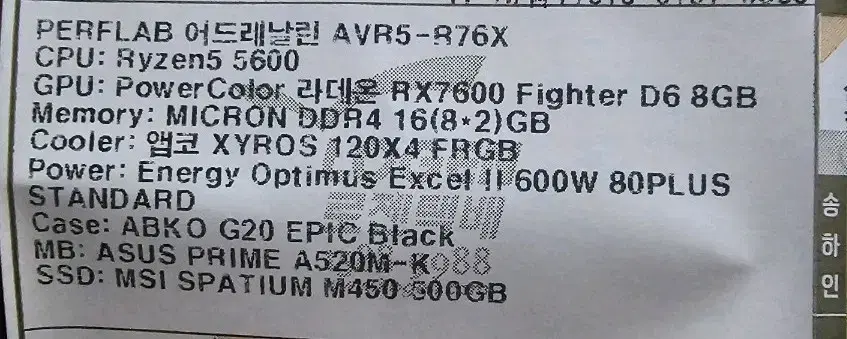 PERFLAB 어드레날린 AVR5-R76X
CPU: Ryzen5 5600
GPU: PowerColor 라데온 RX7600 Fighter D6 8GB
Memory: MICRON DDR4 16(8*2)GB
Cooler: 앱코 XYROS 120X4 FRGB
Power: Energy Optimus Excel II 600W 80PLUS
STANDARD
Case: ABKO G20 EPIC Black
MB: ASUS PRIME A520M-K
SSD: MSI SPATIUM M450 500GB
송
하
인